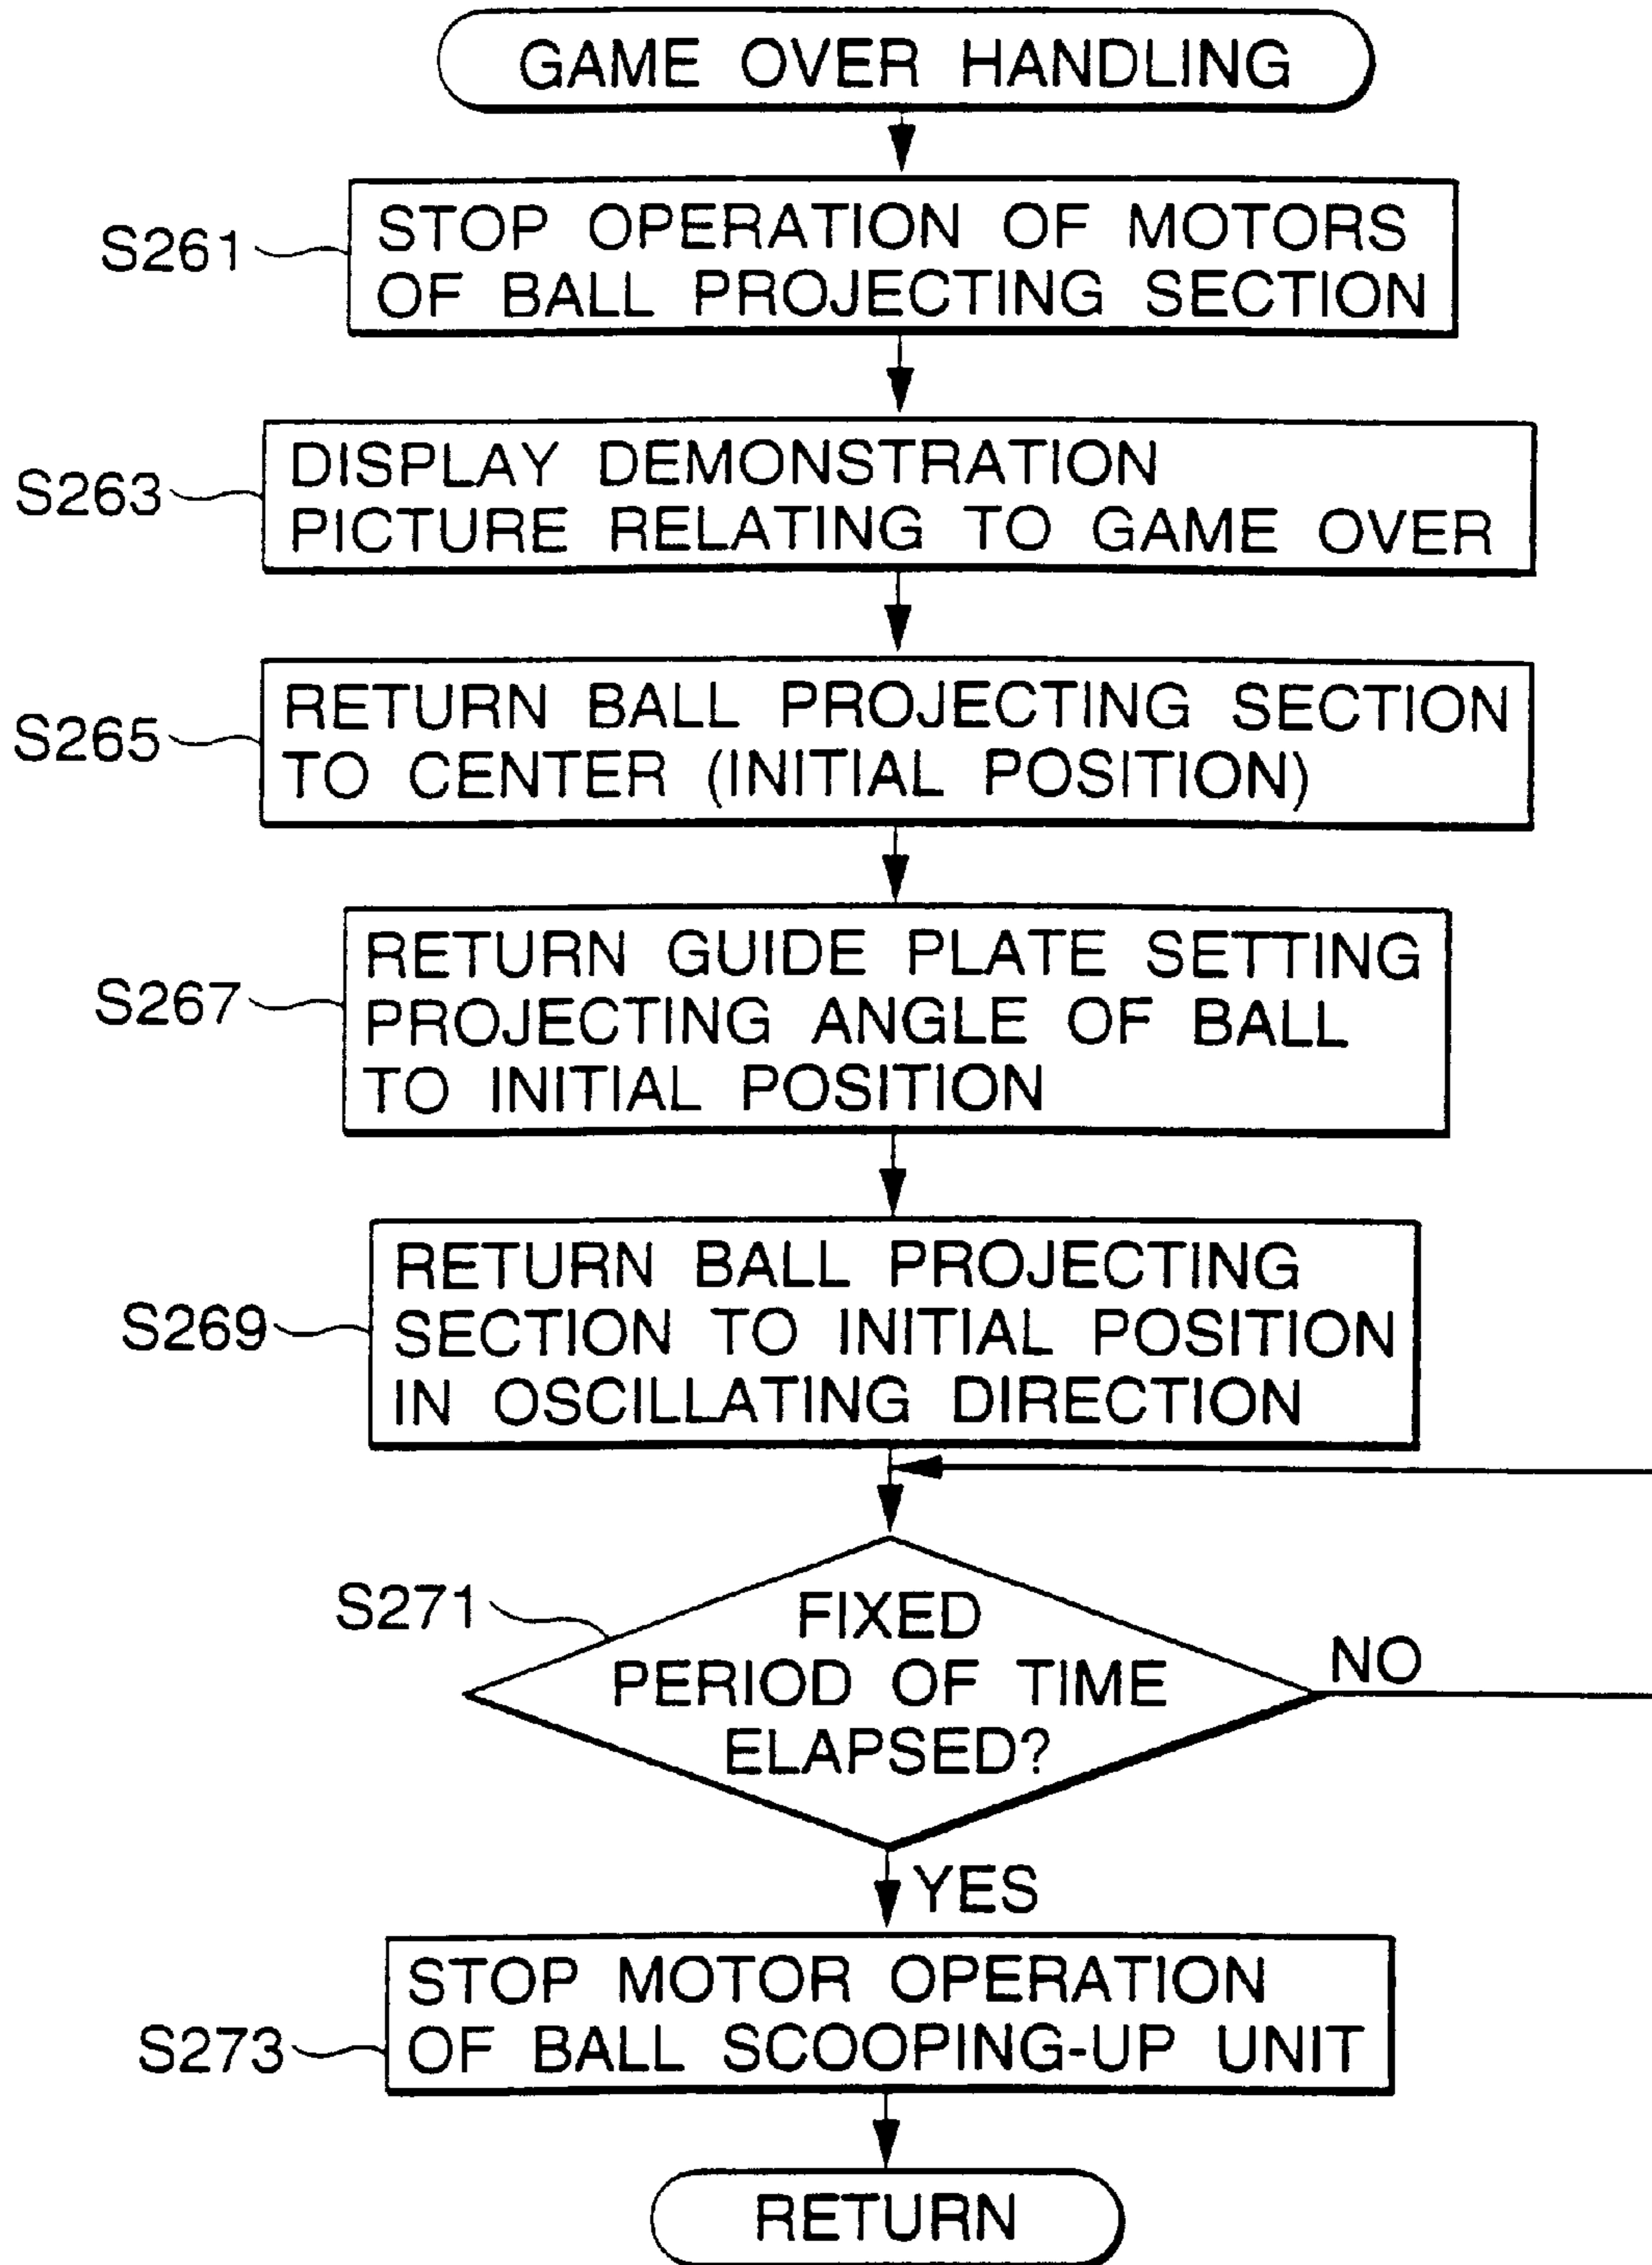 GAME OVER HANDLING
S261
STOP OPERATION OF MOTORS
OF BALL PROJECTING SECTION
S263
DISPLAY DEMONSTRATION
PICTURE RELATING TO GAME OVER
S265
RETURN BALL PROJECTING SECTION
TO CENTER (INITIAL POSITION)
S267
RETURN GUIDE PLATE SETTING
PROJECTING ANGLE OF BALL
TO INITIAL POSITION
S269
RETURN BALL PROJECTING
SECTION TO INITIAL POSITION
IN OSCILLATING DIRECTION
S271
FIXED
PERIOD OF TIME
ELAPSED?
NO
YES
S273
STOP MOTOR OPERATION
OF BALL SCOOPING-UP UNIT
RETURN